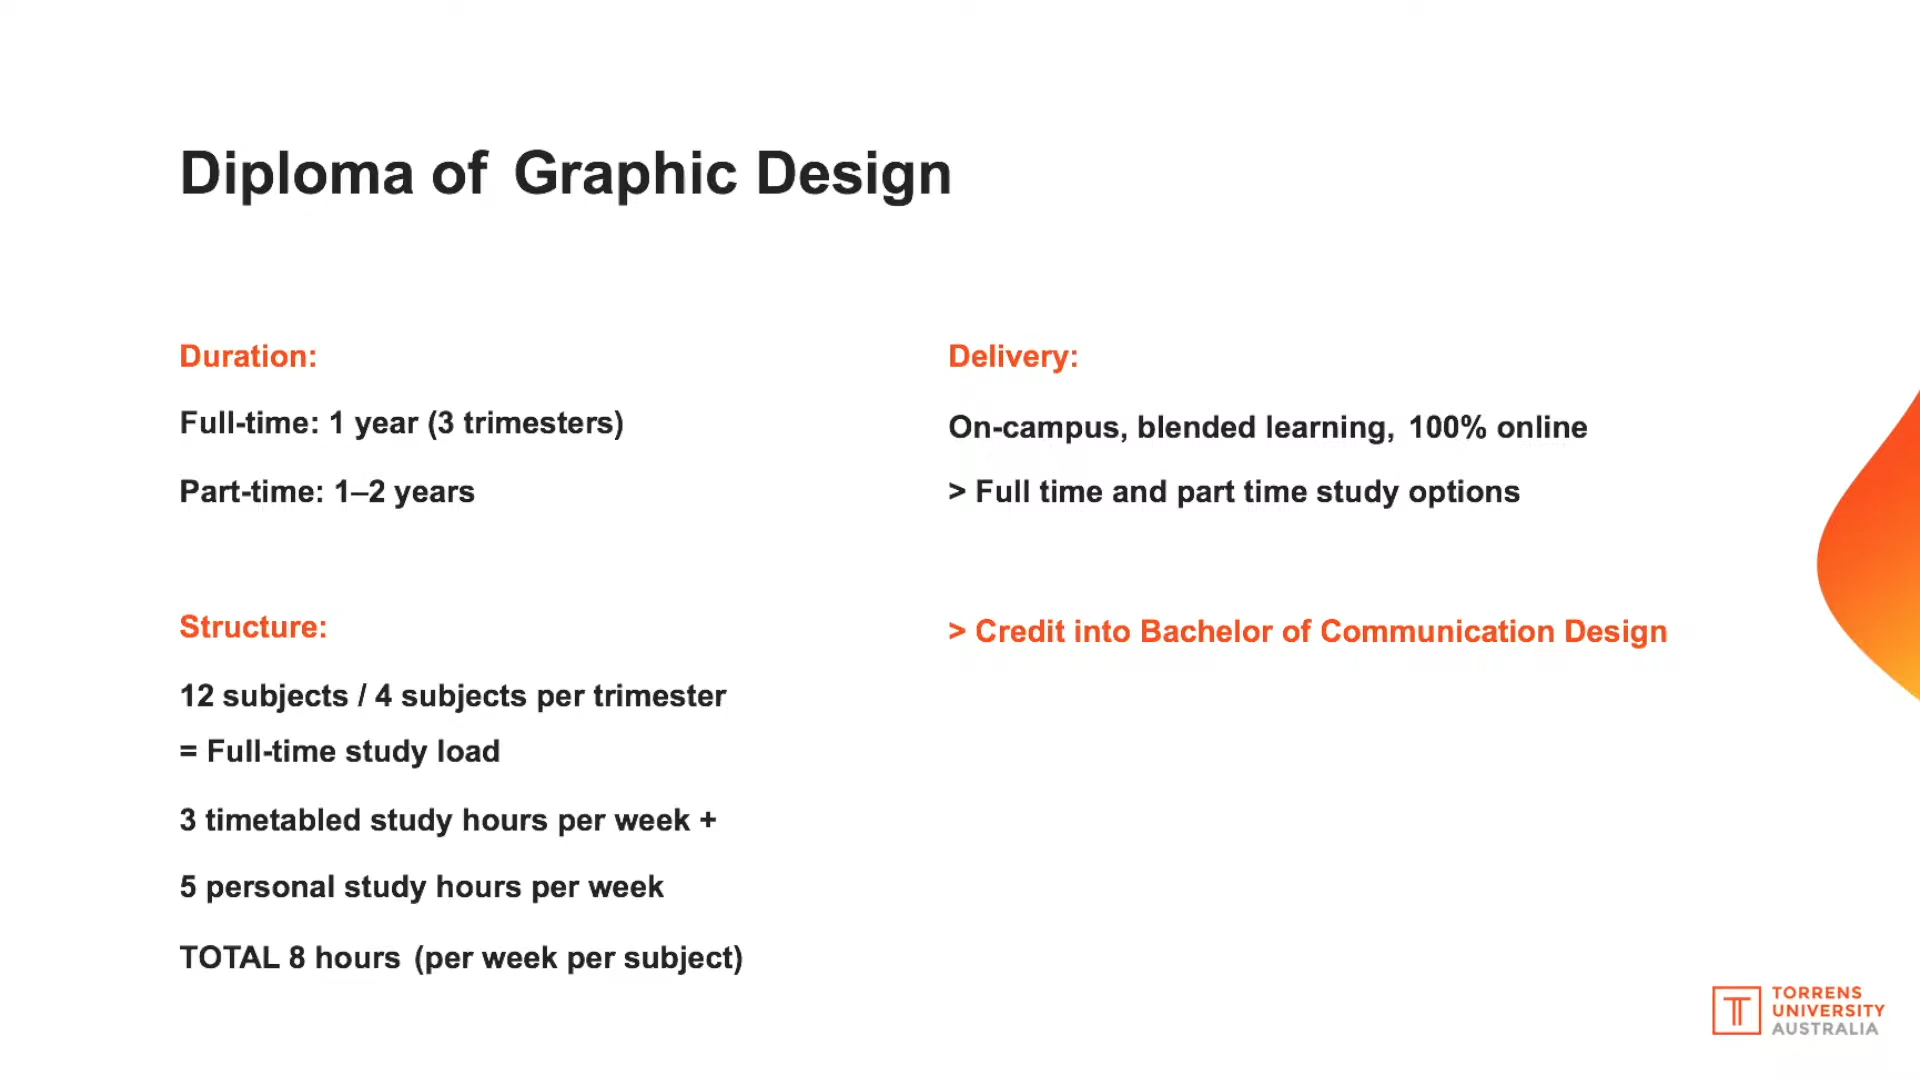 Diploma of Graphic Design
Duration:
Full-time: 1 year (3 trimesters)
Part-time: 1–2 years
Structure:
12 subjects / 4 subjects per trimester
= Full-time study load
3 timetabled study hours per week +
5 personal study hours per week
TOTAL 8 hours (per week per subject)
Delivery:
On-campus, blended learning, 100% online
> Full time and part time study options
> Credit into Bachelor of Communication Design
TORRENS
UNIVERSITY
AUSTRALIA